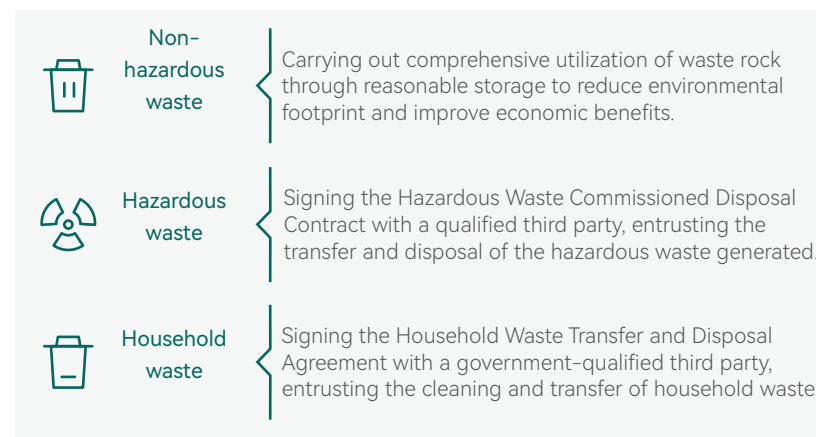 Non-
hazardous
waste
Carrying out comprehensive utilization of waste rock
through reasonable storage to reduce environmental
footprint and improve economic benefits.
Hazardous
waste
Signing the Hazardous Waste Commissioned Disposal
Contract with a qualified third party, entrusting the
transfer and disposal of the hazardous waste generated.
Household
waste
Signing the Household Waste Transfer and Disposal
Agreement with a government-qualified third party,
entrusting the cleaning and transfer of household waste